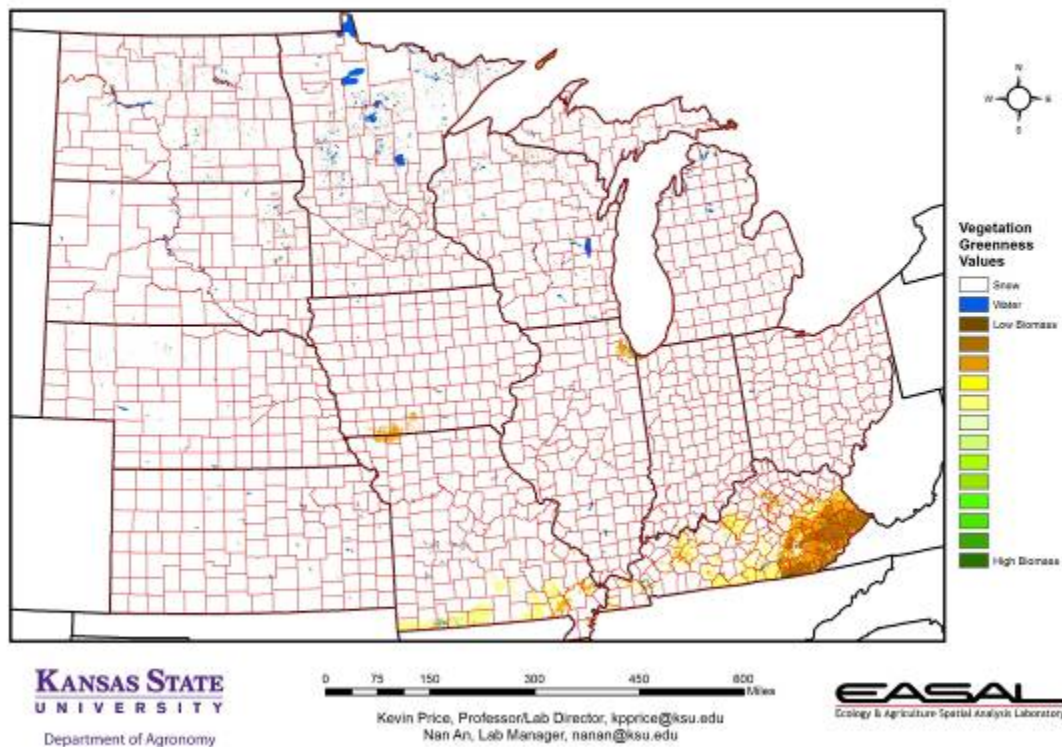 N
W
E
S
Vegetation
Greenness
Values
Snow
Water
Low Biomass
High Biomass
KANSAS STATE
UNIVERSITY
Department of Agronomy
0 75 150 300 450 600
Miles
Kevin Price, Professor/Lab Director, kpprice@ksu.edu
Nan An, Lab Manager, nanan@ksu.edu
EASAL
Ecology & Agriculture Spatial Analysis Laboratory